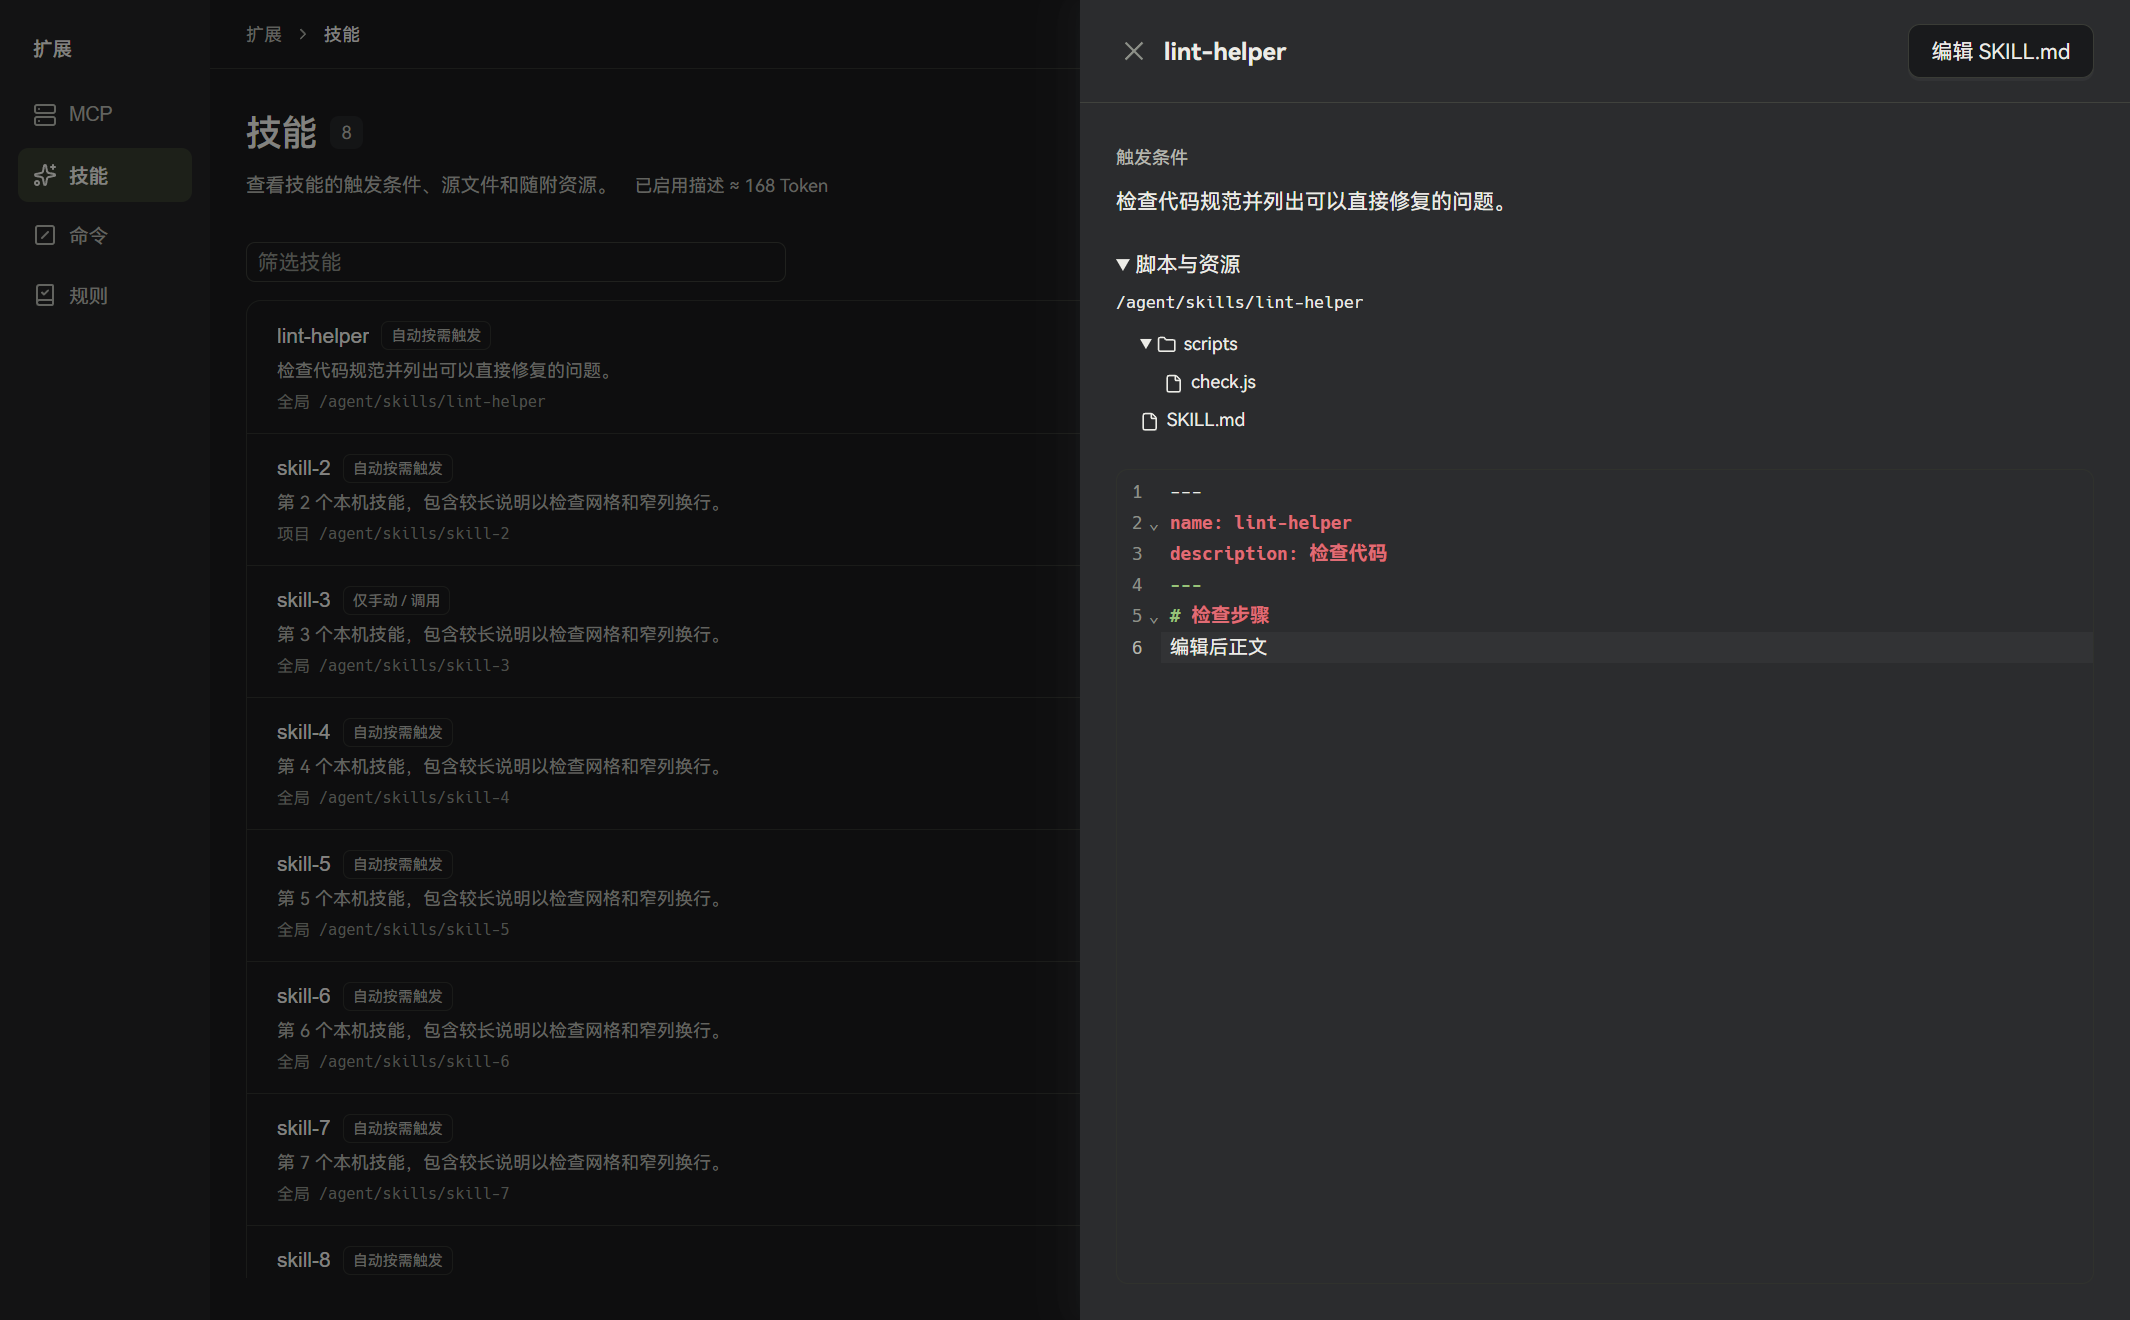 扩展
MCP
技能
命令
规则
扩展 > 技能
技能 8
查看技能的触发条件、源文件和随附资源。 已启用描述 ≈ 168 Token
筛选技能
lint-helper 自动按需触发
检查代码规范并列出可以直接修复的问题。
全局 /agent/skills/lint-helper
skill-2 自动按需触发
第 2 个本机技能，包含较长说明以检查网格和窄列换行。
项目 /agent/skills/skill-2
skill-3 仅手动 / 调用
第 3 个本机技能，包含较长说明以检查网格和窄列换行。
全局 /agent/skills/skill-3
skill-4 自动按需触发
第 4 个本机技能，包含较长说明以检查网格和窄列换行。
全局 /agent/skills/skill-4
skill-5 自动按需触发
第 5 个本机技能，包含较长说明以检查网格和窄列换行。
全局 /agent/skills/skill-5
skill-6 自动按需触发
第 6 个本机技能，包含较长说明以检查网格和窄列换行。
全局 /agent/skills/skill-6
skill-7 自动按需触发
第 7 个本机技能，包含较长说明以检查网格和窄列换行。
全局 /agent/skills/skill-7
skill-8 自动按需触发
lint-helper
编辑 SKILL.md
触发条件
检查代码规范并列出可以直接修复的问题。
脚本与资源
/agent/skills/lint-helper
scripts
check.js
SKILL.md
1 ---
2 name: lint-helper
3 description: 检查代码
4 ---
5 # 检查步骤
6 编辑后正文